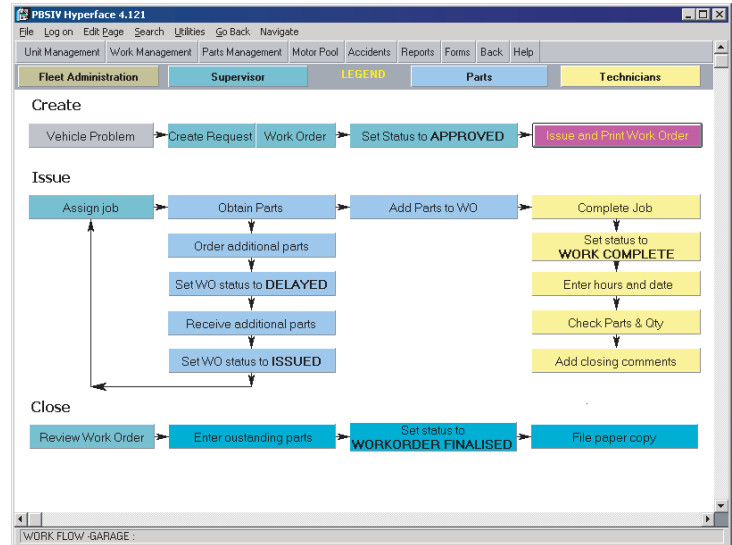 PBSIV Hyperface 4.121
File Log on Edit Page Search Utilities Go Back Navigate
Unit Management Work Management Parts Management Motor Pool Accidents Reports Forms Back Help
Fleet Administration Supervisor LEGEND Parts Technicians
Create
Vehicle Problem Create Request Work Order Set Status to APPROVED Issue and Print Work Order
Issue
Assign job Obtain Parts Add Parts to WO Complete Job
Order additional parts Set status to
WORK COMPLETE
Set WO status to DELAYED Enter hours and date
Receive additional parts Check Parts & Qty
Set WO status to ISSUED Add closing comments
Close
Review Work Order Enter oustanding parts Set status to
WORKORDER FINALISED File paper copy
WORK FLOW -GARAGE :